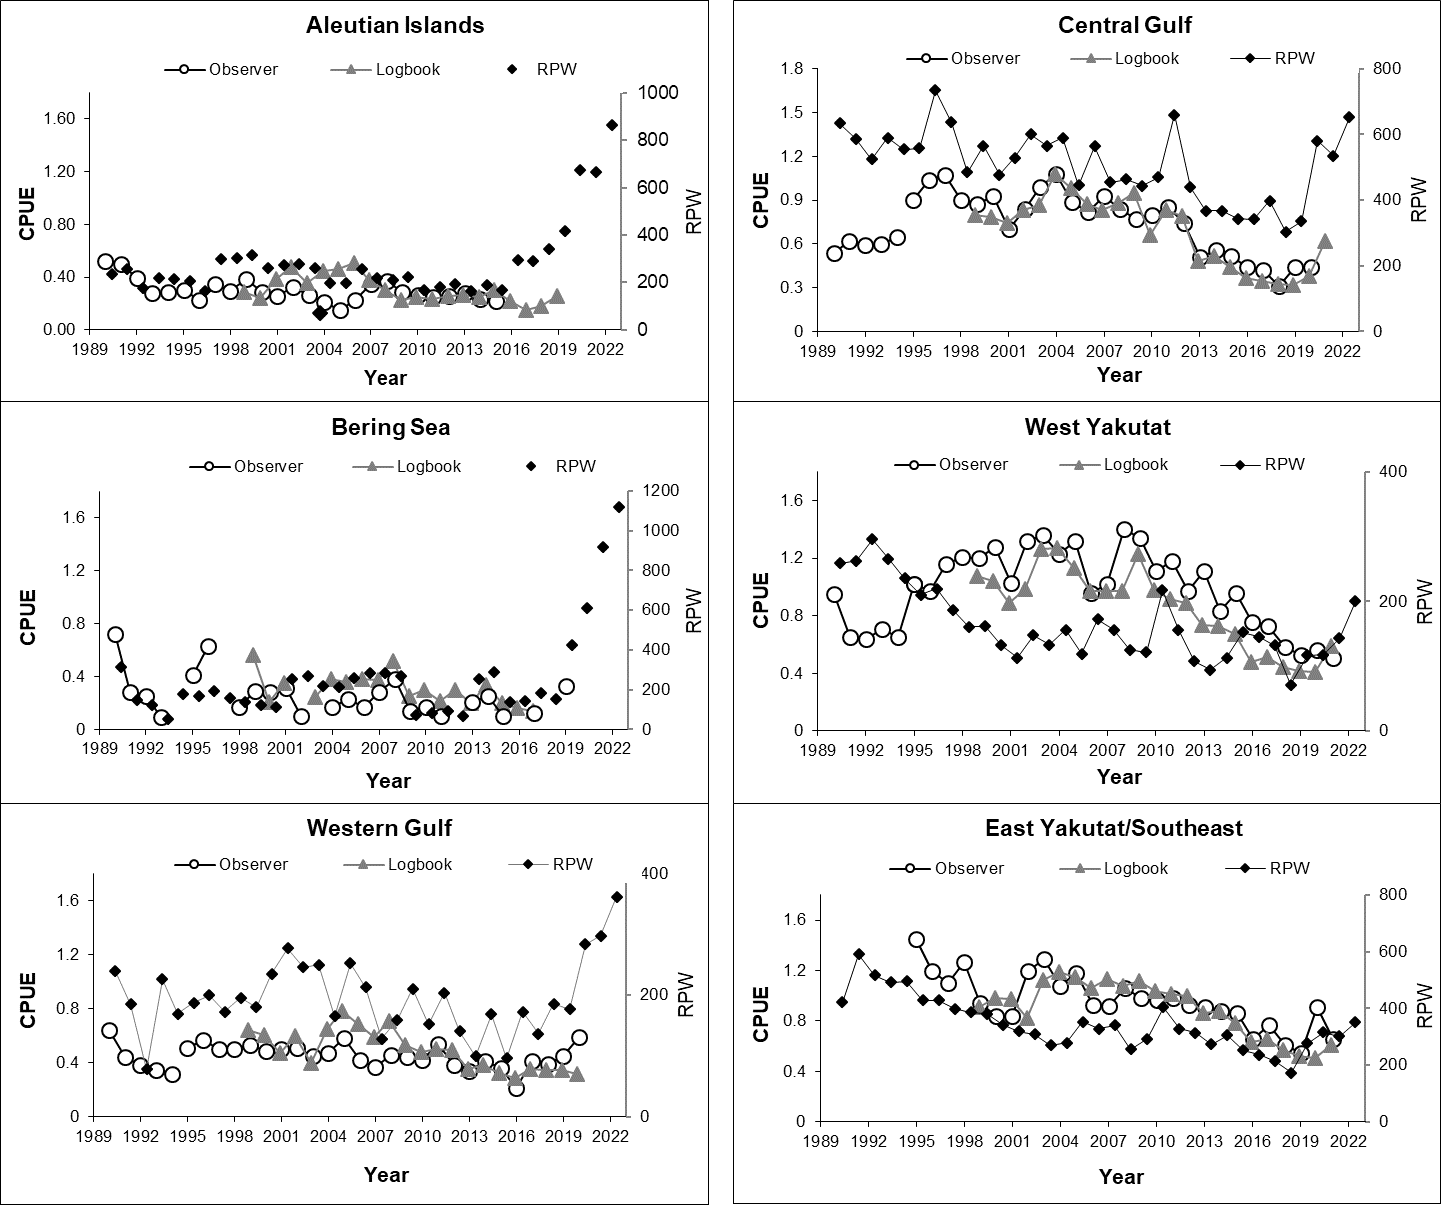 Aleutian Islands
Observer Logbook RPW
1.60
1.20
0.80
0.40
0.00
CPUE
1000
800
600
400
200
0
RPW
1989 1992 1995 1998 2001 2004 2007 2010 2013 2016 2019 2022
Year
Central Gulf
Observer Logbook RPW
1.8
1.5
1.2
0.9
0.6
0.3
0
CPUE
800
600
400
200
0
RPW
1989 1992 1995 1998 2001 2004 2007 2010 2013 2016 2019 2022
Year
Bering Sea
Observer Logbook RPW
1.6
1.2
0.8
0.4
0
CPUE
1200
1000
800
600
400
200
0
RPW
1989 1992 1995 1998 2001 2004 2007 2010 2013 2016 2019 2022
Year
West Yakutat
Observer Logbook RPW
1.6
1.2
0.8
0.4
0
CPUE
400
200
0
RPW
1989 1992 1995 1998 2001 2004 2007 2010 2013 2016 2019 2022
Year
Western Gulf
Observer Logbook RPW
1.6
1.2
0.8
0.4
0
CPUE
400
200
0
RPW
1989 1992 1995 1998 2001 2004 2007 2010 2013 2016 2019 2022
Year
East Yakutat/Southeast
Observer Logbook RPW
1.6
1.2
0.8
0.4
0
CPUE
800
600
400
200
0
RPW
1989 1992 1995 1998 2001 2004 2007 2010 2013 2016 2019 2022
Year